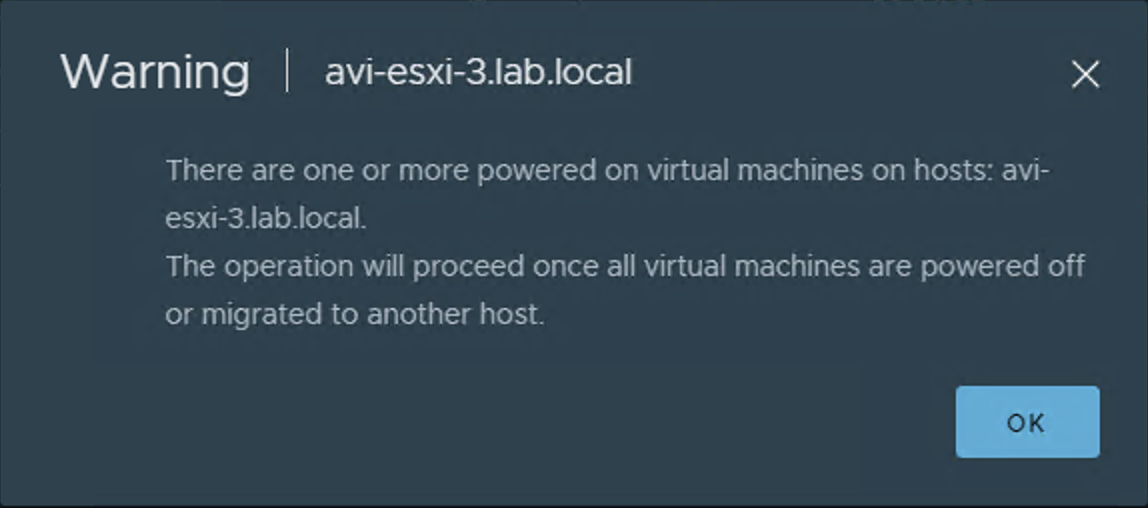 Warning | avi-esxi-3.lab.local
There are one or more powered on virtual machines on hosts: avi-
esxi-3.lab.local.
The operation will proceed once all virtual machines are powered off
or migrated to another host.
OK